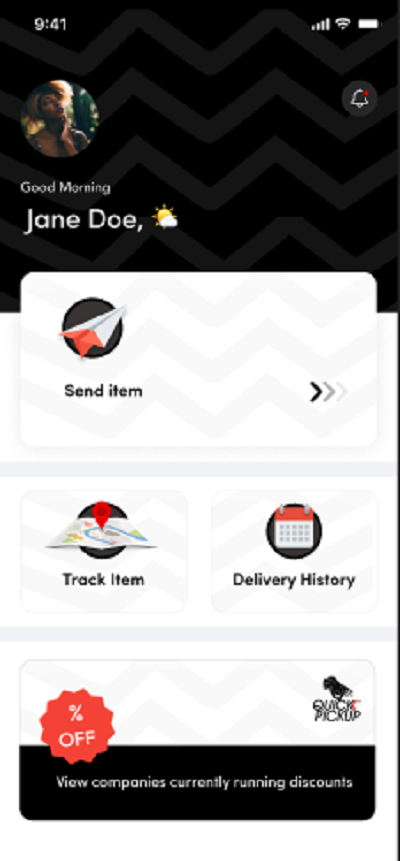 9:41
Good Morning
Jane Doe,
Send item
Track Item
Delivery History
%
OFF
QUICK
PICKUP
View companies currently running discounts